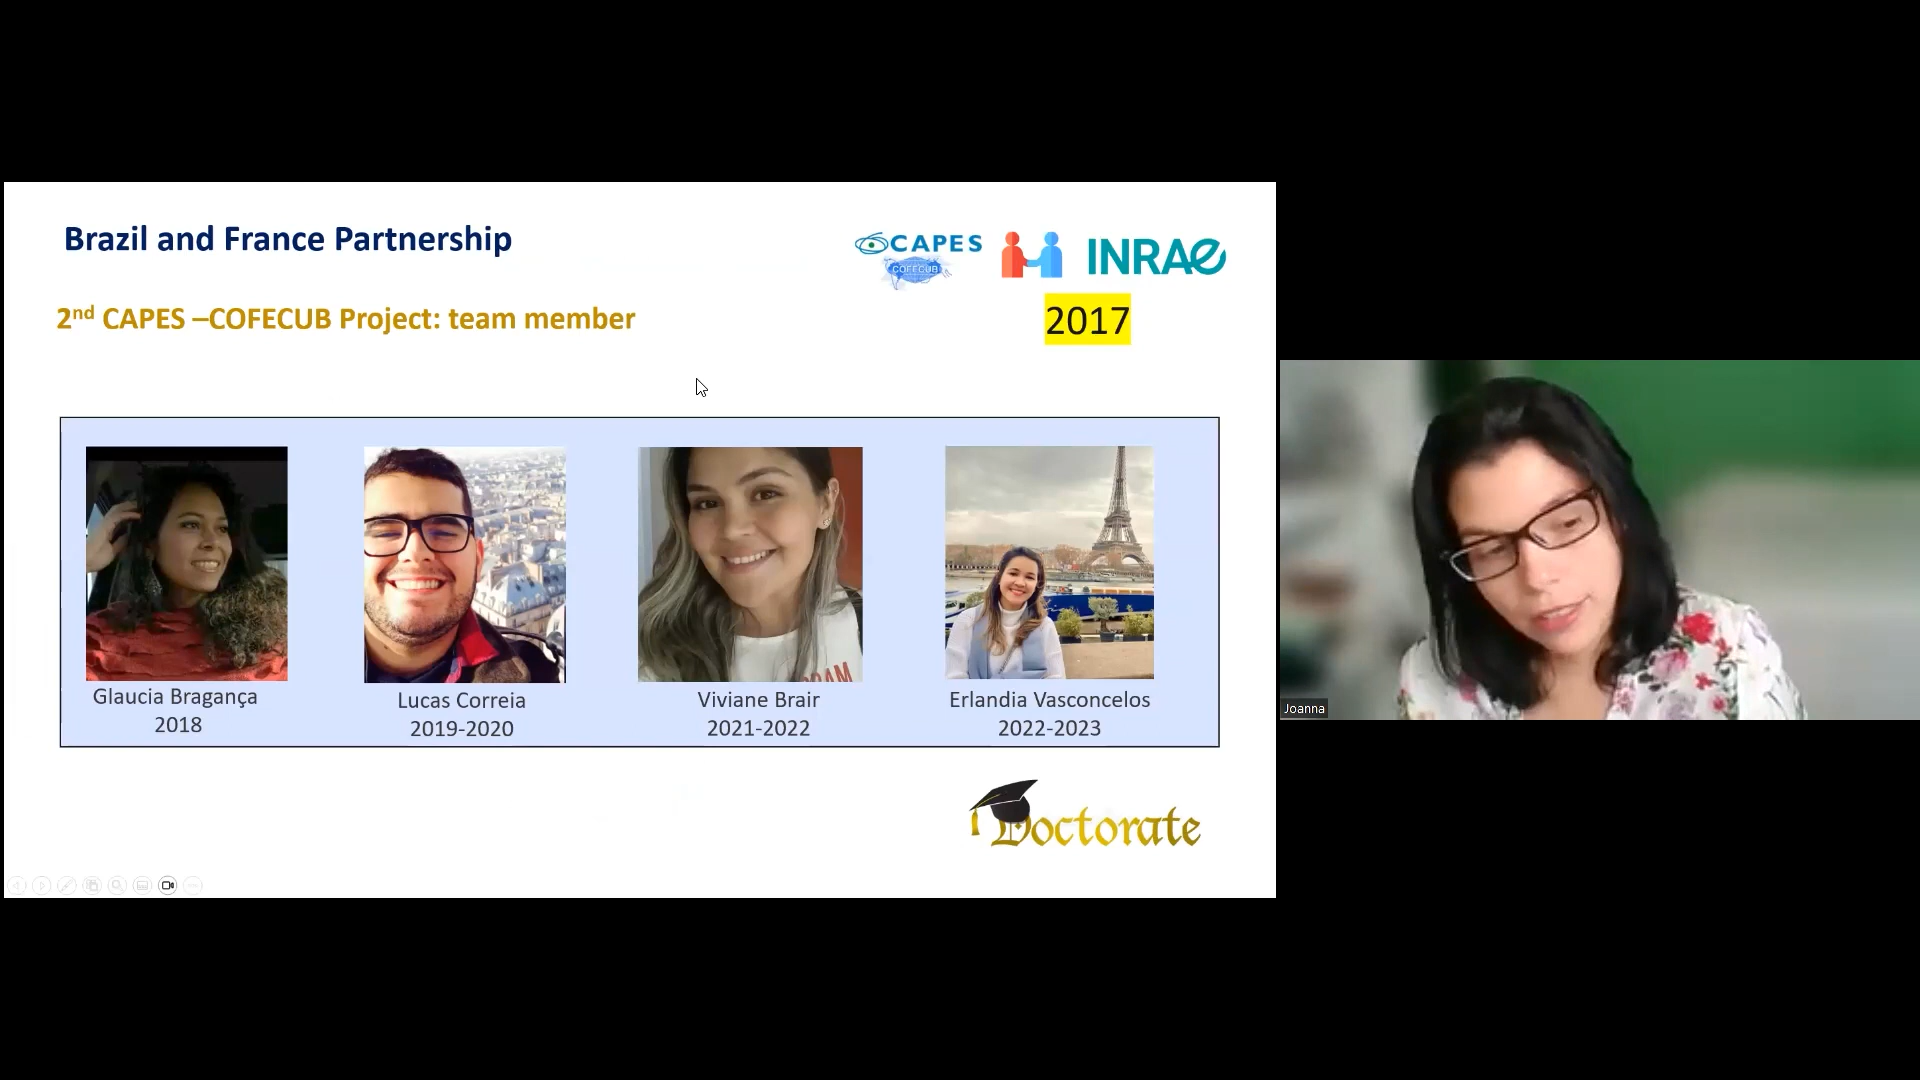 Brazil and France Partnership
CAPES
COFECUB
INRAE
2nd CAPES –COFECUB Project: team member
2017
Glaucia Bragança
2018
Lucas Correia
2019-2020
Viviane Brair
2021-2022
Erlandia Vasconcelos
2022-2023
Doctorate
Joanna